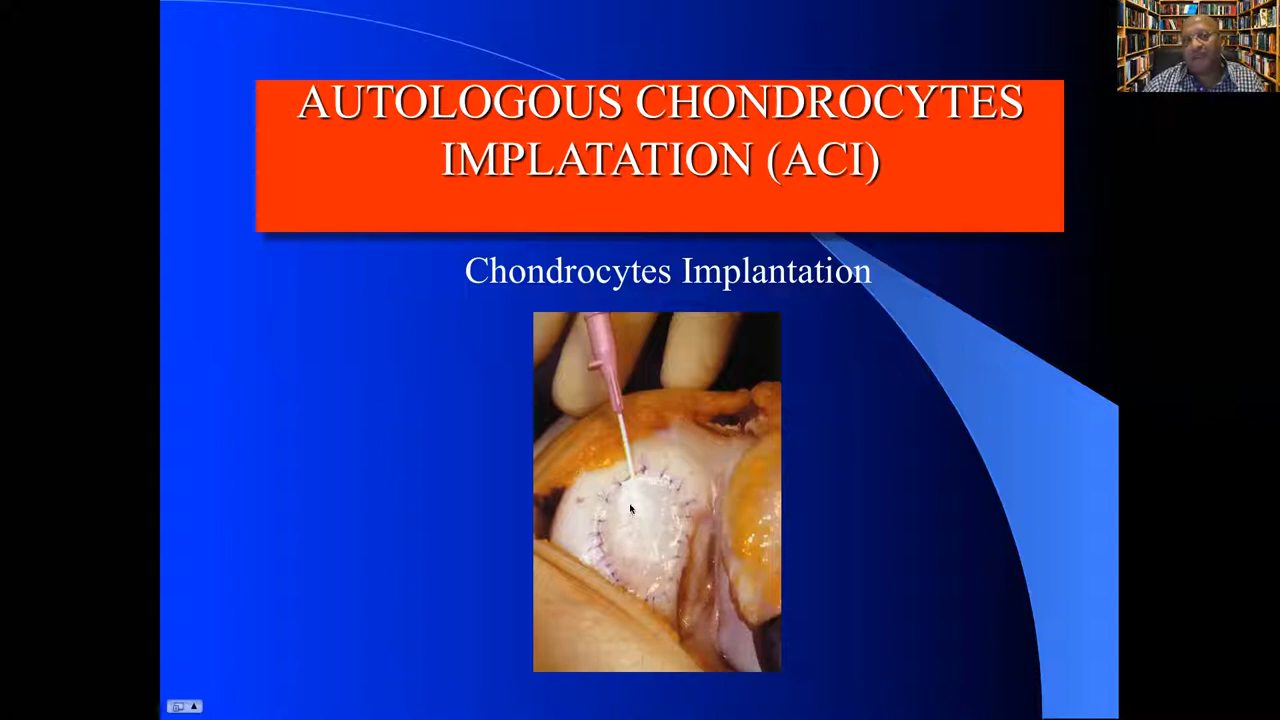 AUTOLOGOUS CHONDROCYTES
IMPLATATION (ACI)
Chondrocytes Implantation